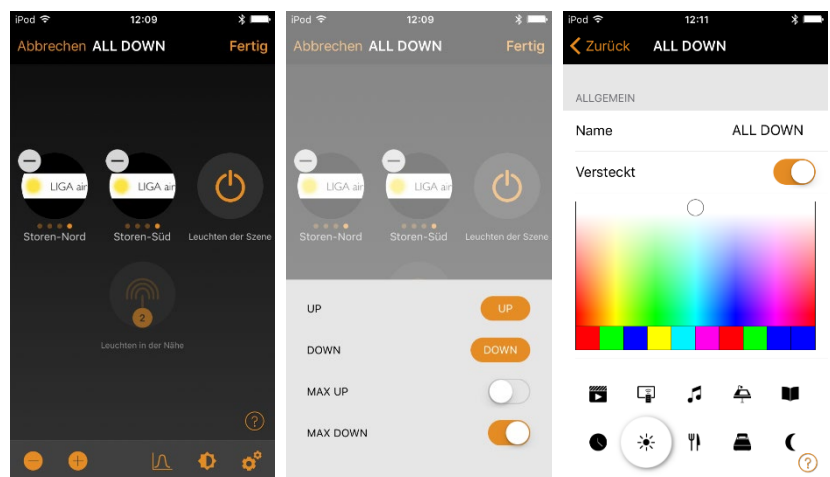 iPod 12:09
Abbrechen ALL DOWN Fertig
LIGA air LIGA air
Storen-Nord Storen-Süd Leuchten der Szene
2
Leuchten in der Nähe
?
iPod 12:09
Abbrechen ALL DOWN Fertig
LIGA air LIGA air
Storen-Nord Storen-Süd Leuchten der Szene
UP UP
DOWN DOWN
MAX UP
MAX DOWN
iPod 12:11
Zurück ALL DOWN
ALLGEMEIN
Name ALL DOWN
Versteckt
?